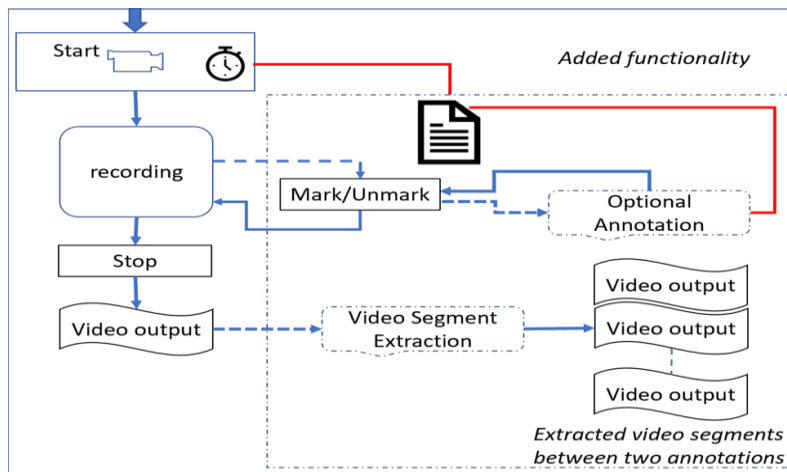 Start
Added functionality
recording
Mark/Unmark
Optional
Annotation
Stop
Video output
Video Segment
Extraction
Video output
Video output
Video output
Extracted video segments
between two annotations